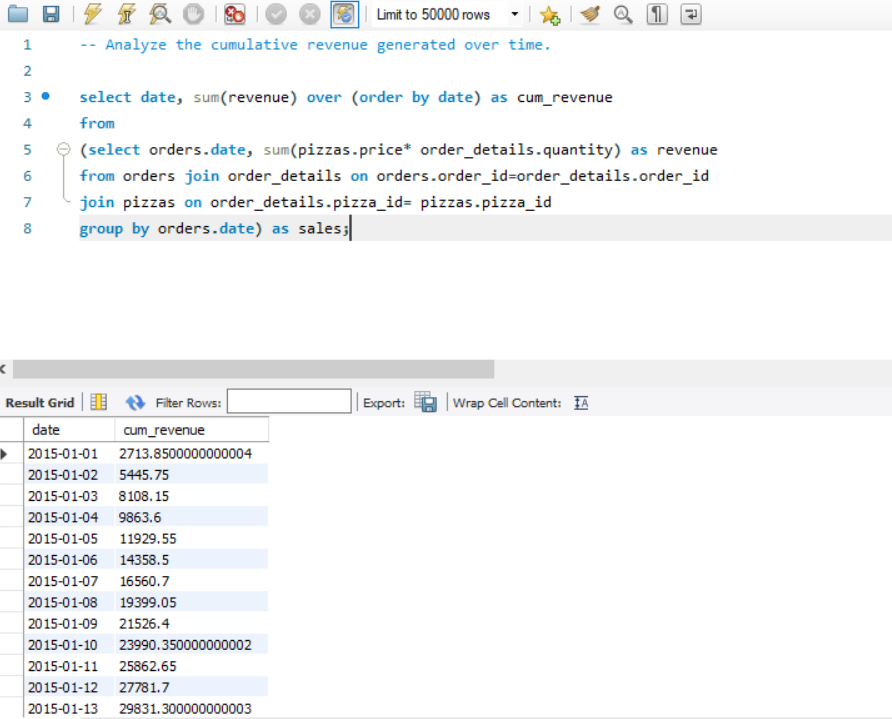 Limit to 50000 rows
1 -- Analyze the cumulative revenue generated over time.
2
3 select date, sum(revenue) over (order by date) as cum_revenue
4 from
5 (select orders.date, sum(pizzas.price* order_details.quantity) as revenue
6 from orders join order_details on orders.order_id=order_details.order_id
7 join pizzas on order_details.pizza_id= pizzas.pizza_id
8 group by orders.date) as sales;
Result Grid Filter Rows: Export: Wrap Cell Content: IA
date cum_revenue
2015-01-01 2713.8500000000004
2015-01-02 5445.75
2015-01-03 8108.15
2015-01-04 9863.6
2015-01-05 11929.55
2015-01-06 14358.5
2015-01-07 16560.7
2015-01-08 19399.05
2015-01-09 21526.4
2015-01-10 23990.350000000002
2015-01-11 25862.65
2015-01-12 27781.7
2015-01-13 29831.300000000003